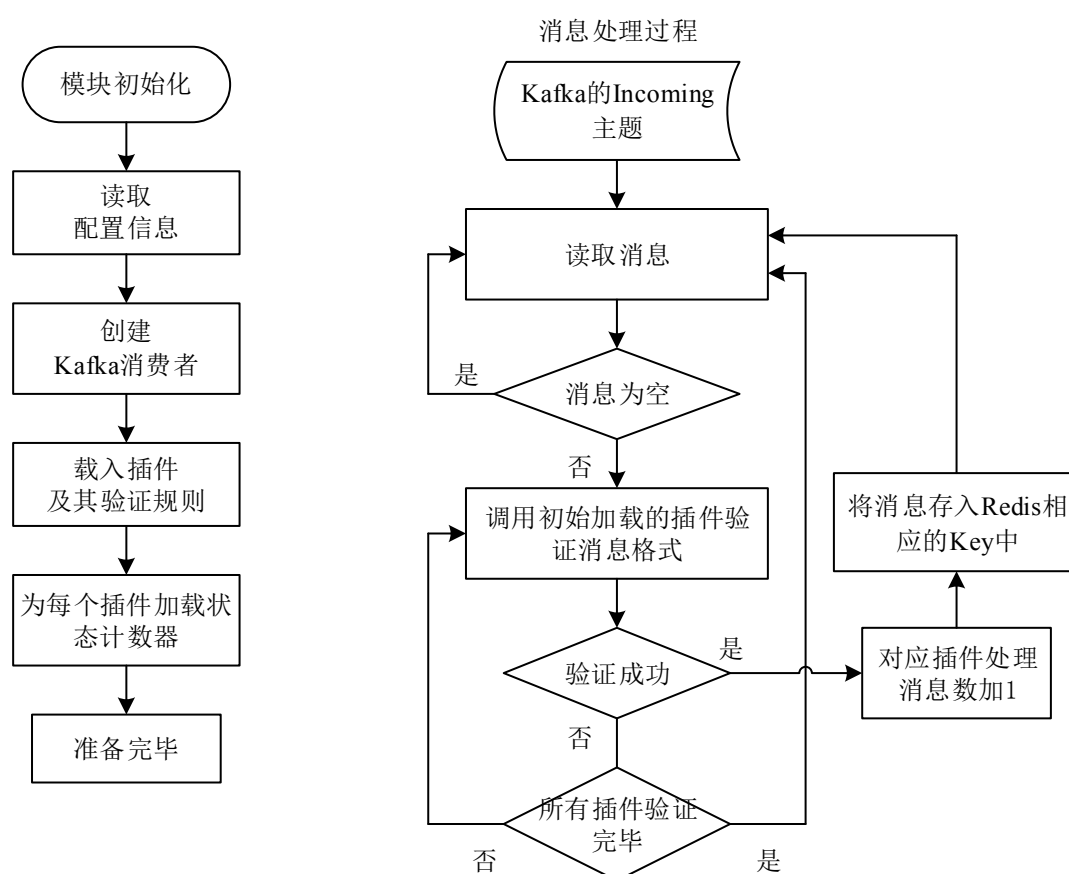 模块初始化
读取
配置信息
创建
Kafka消费者
载入插件
及其验证规则
为每个插件加载状
态计数器
准备完毕
消息处理过程
Kafka的Incoming
主题
读取消息
消息为空
是
否
调用初始加载的插件验
证消息格式
验证成功
是
否
所有插件验证
完毕
否
是
对应插件处理
消息数加1
将消息存入Redis相
应的Key中